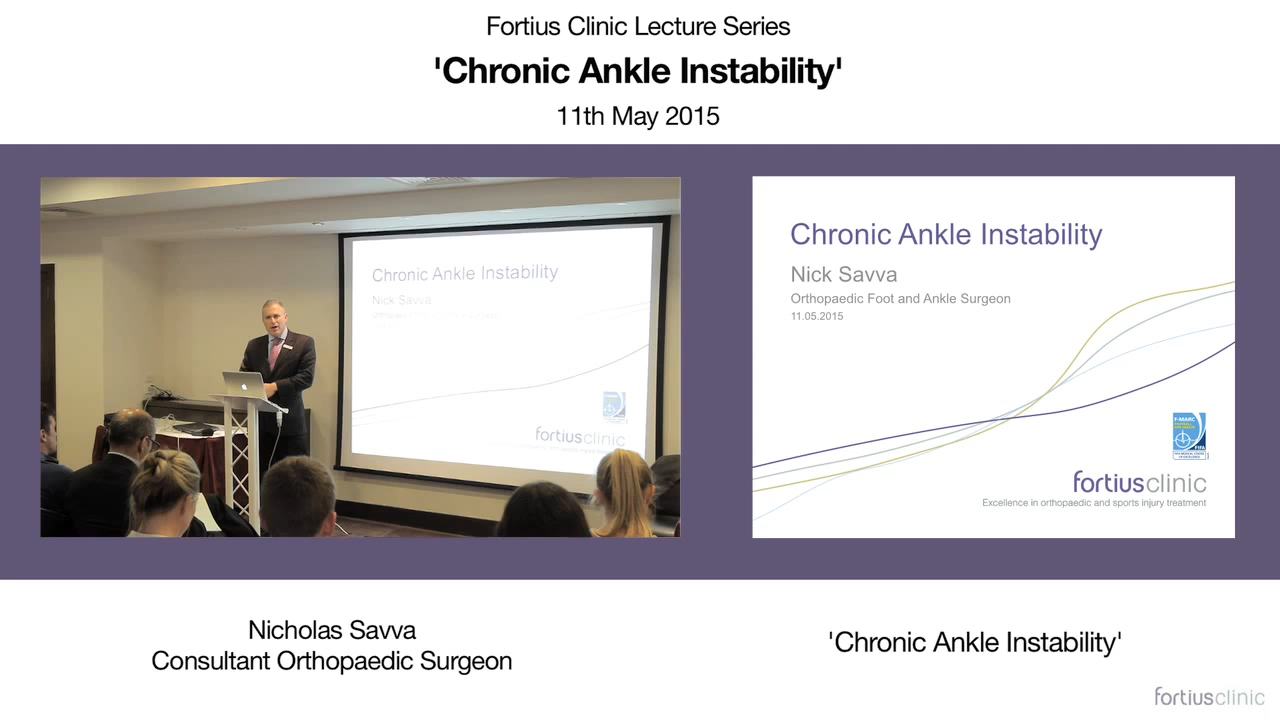 Fortius Clinic Lecture Series
'Chronic Ankle Instability'
11th May 2015
Chronic Ankle Instability
Nick Savva
fortiusclinic
Chronic Ankle Instability
Nick Savva
Orthopaedic Foot and Ankle Surgeon
11.05.2015
F-MARC
FIFA
fortiusclinic
Excellence in orthopaedic and sports injury treatment
Nicholas Savva
Consultant Orthopaedic Surgeon
'Chronic Ankle Instability'
fortiusclinic